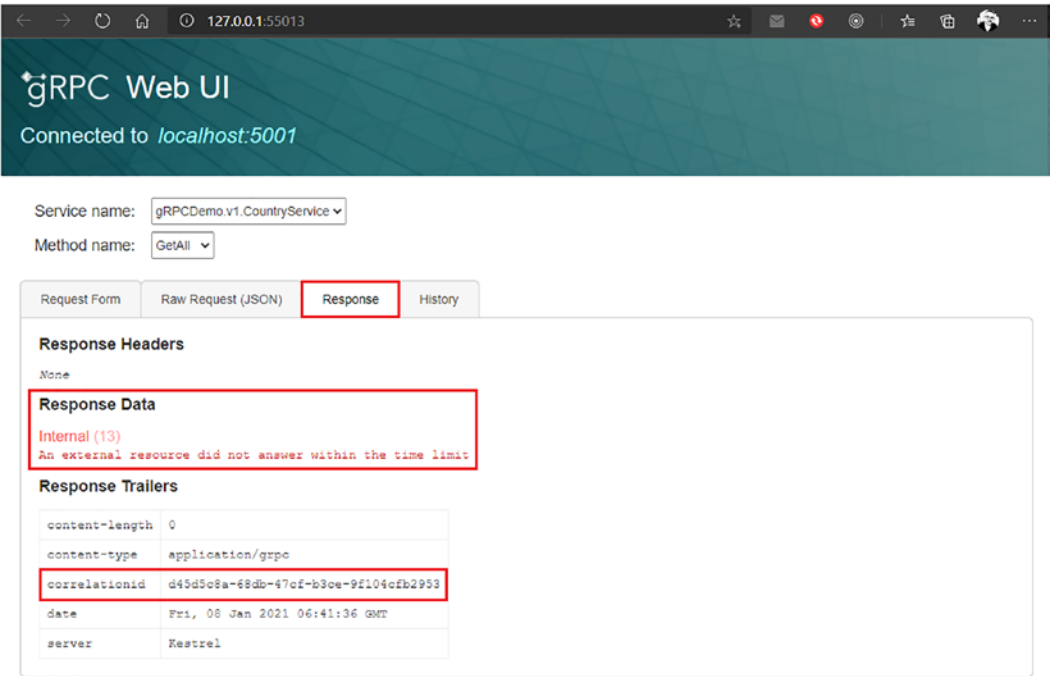 127.0.0.1:55013
gRPC Web UI
Connected to localhost:5001
Service name: gRPCDemo.v1.CountryService
Method name: GetAll
Request Form Raw Request (JSON) Response History
Response Headers
None
Response Data
Internal (13)
An external resource did not answer within the time limit
Response Trailers
content-length 0
content-type application/grpc
correlationid d45d5c8a-68db-47cf-b3ce-9f104cfb2953
date Fri, 08 Jan 2021 06:41:36 GMT
server Kestrel